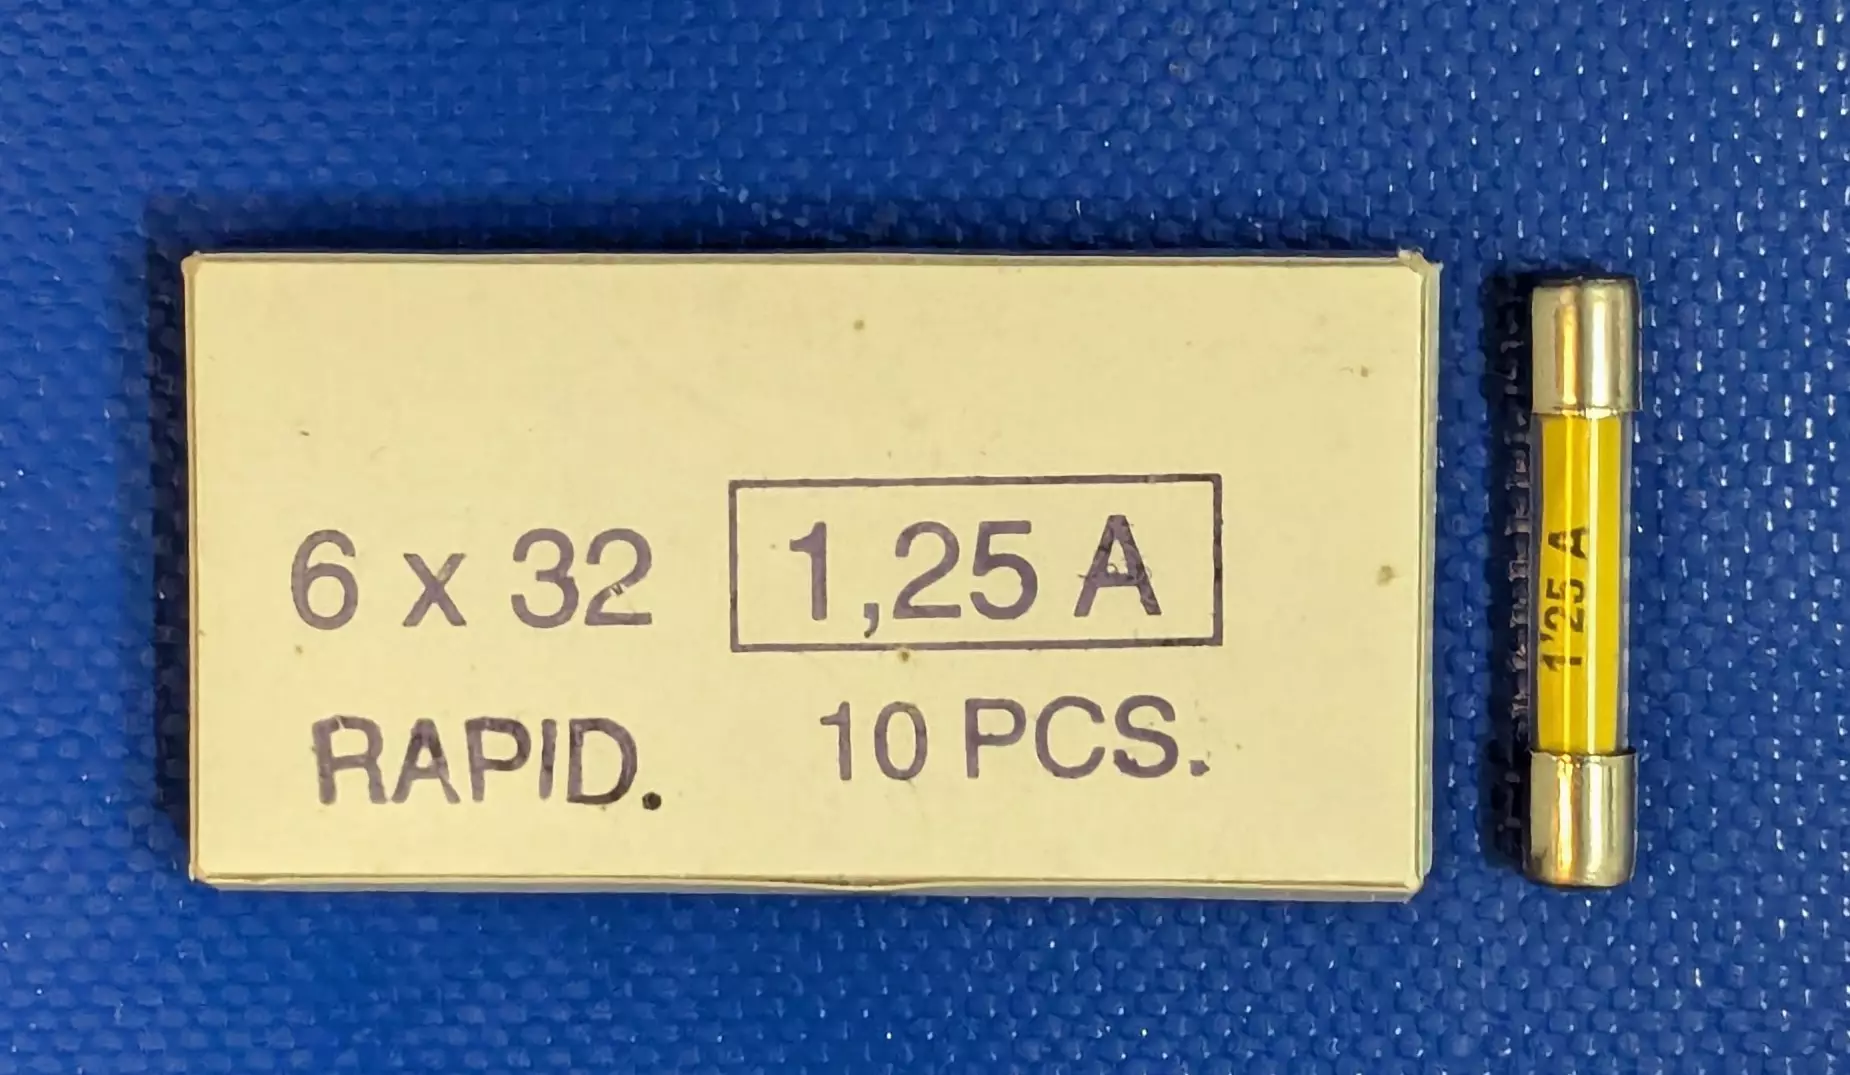 6 x 32 1,25 A
RAPID. 10 PCS.
1'25 A